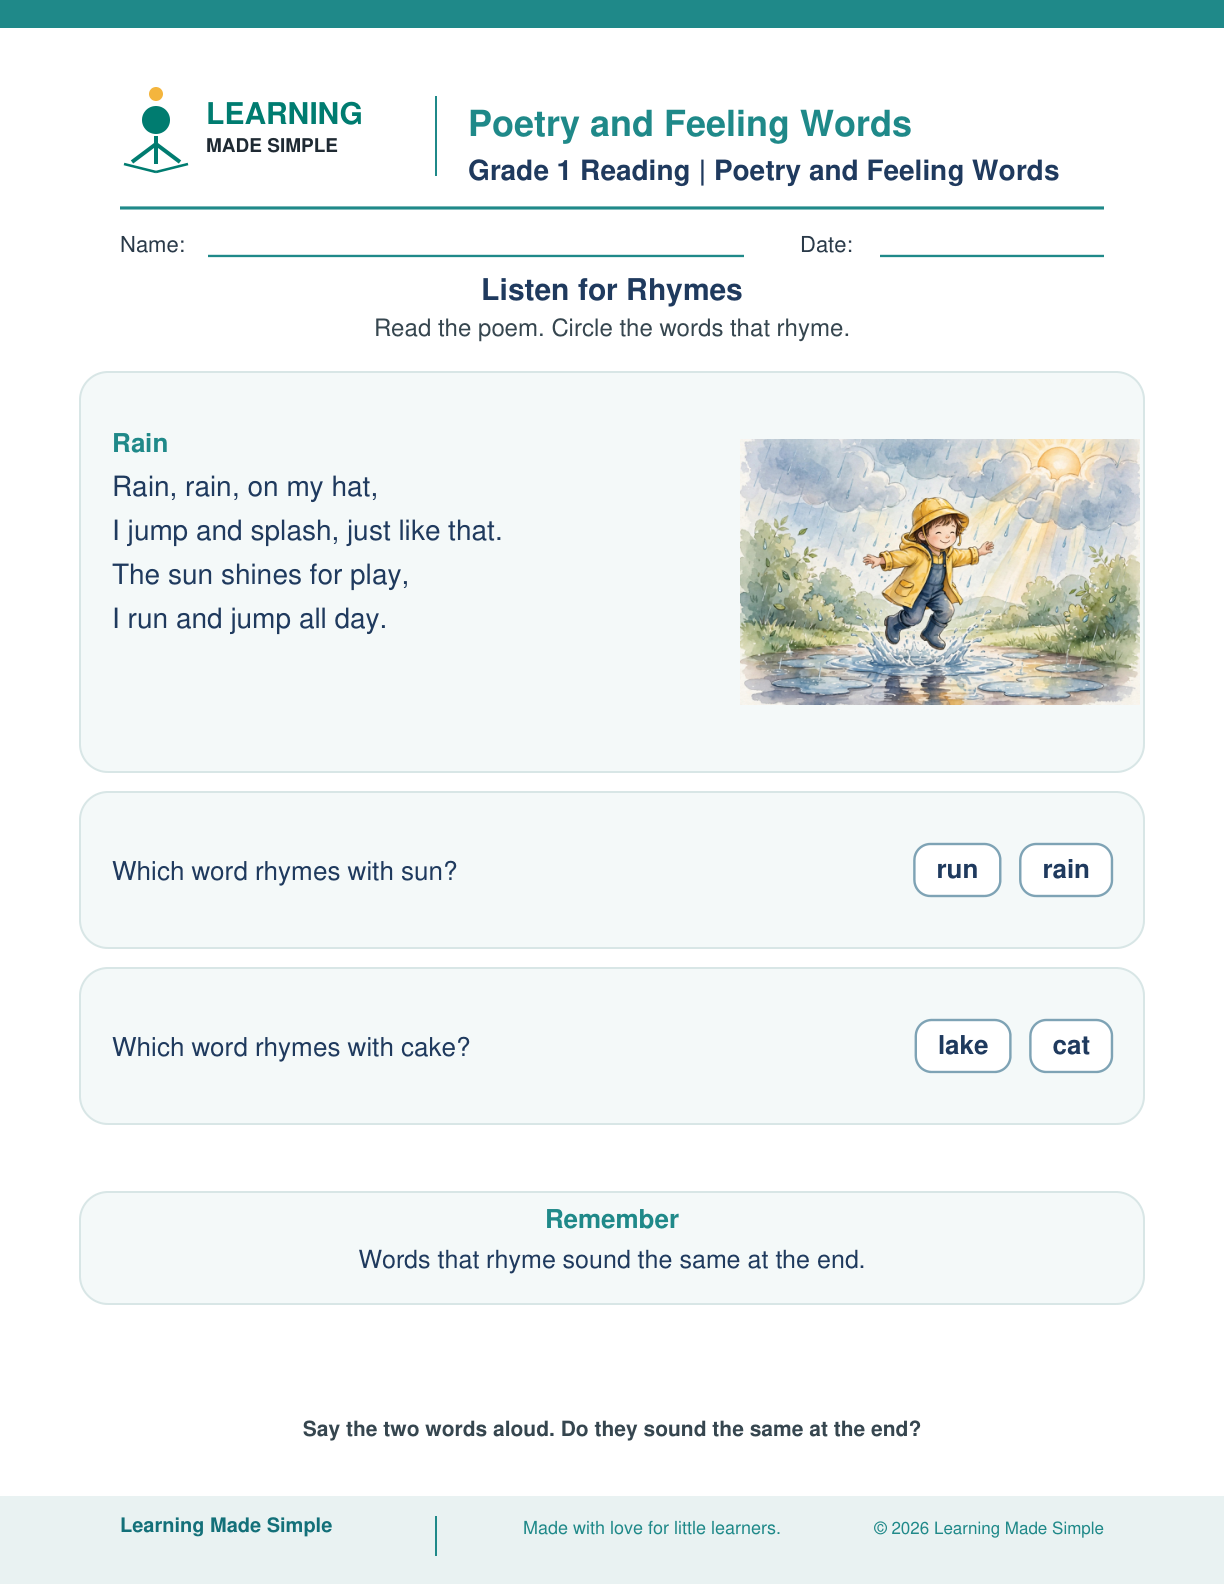 LEARNING
MADE SIMPLE
Poetry and Feeling Words
Grade 1 Reading | Poetry and Feeling Words
Name:
Date:
Listen for Rhymes
Read the poem. Circle the words that rhyme.
Rain
Rain, rain, on my hat,
I jump and splash, just like that.
The sun shines for play,
I run and jump all day.
Which word rhymes with sun?
run
rain
Which word rhymes with cake?
lake
cat
Remember
Words that rhyme sound the same at the end.
Say the two words aloud. Do they sound the same at the end?
Learning Made Simple
Made with love for little learners.
© 2026 Learning Made Simple